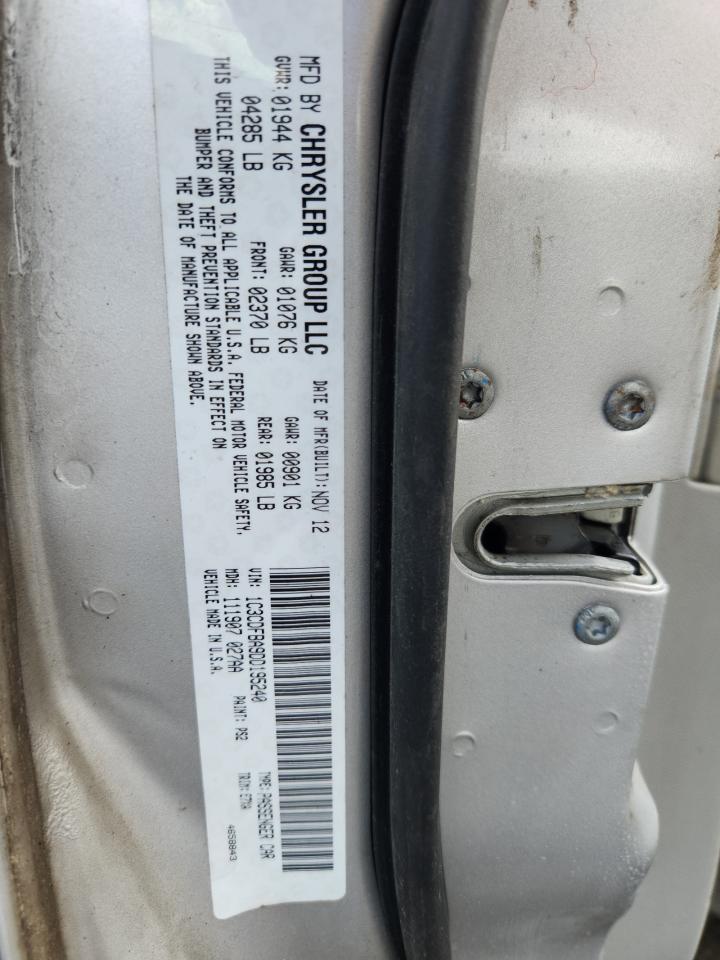 MFD BY CHRYSLER GROUP LLC
DATE OF MFR(BUILT): NOV 12
GVWR: 01944 KG GAWR: 01076 KG GAWR: 00901 KG
04285 LB FRONT: 02370 LB REAR: 01985 LB
THIS VEHICLE CONFORMS TO ALL APPLICABLE U.S.A. FEDERAL MOTOR VEHICLE SAFETY,
BUMPER AND THEFT PREVENTION STANDARDS IN EFFECT ON
THE DATE OF MANUFACTURE SHOWN ABOVE.
VIN: 1C3CDFBA9DD195240 TYPE: PASSENGER CAR
MDH: 111907 027AA PAINT: PS2 TRIM:
VEHICLE MADE IN U.S.A. 4658843